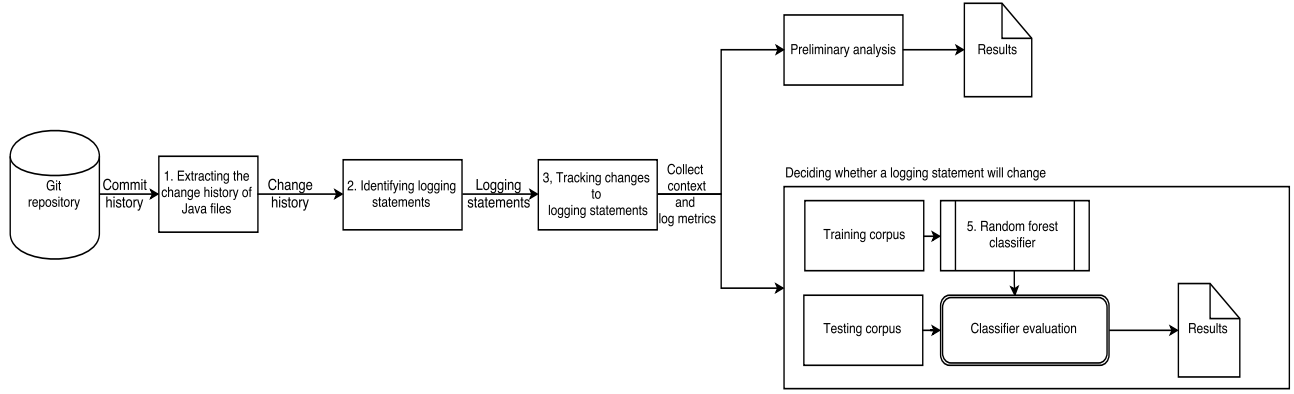 Git
repository
Commit
history
1. Extracting the
change history of
Java files
Change
history
2. Identifying logging
statements
Logging
statements
3, Tracking changes
to
logging statements
Collect
context
and
log metrics
Preliminary analysis
Results
Deciding whether a logging statement will change
Training corpus
5. Random forest
classifier
Testing corpus
Classifier evaluation
Results